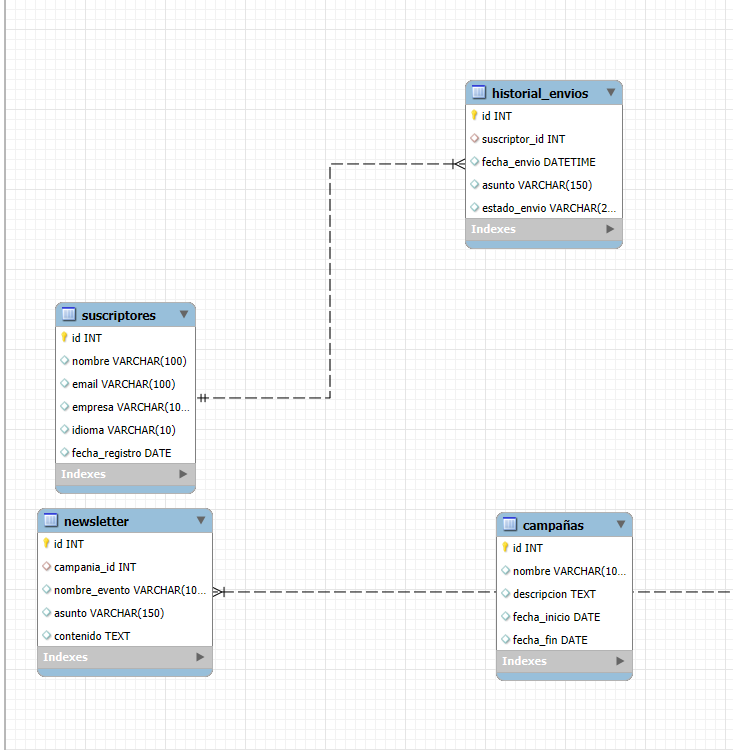 historial_envios
id INT
suscriptor_id INT
fecha_envio DATETIME
asunto VARCHAR(150)
estado_envio VARCHAR(2...
Indexes
suscriptores
id INT
nombre VARCHAR(100)
email VARCHAR(100)
empresa VARCHAR(10...
idioma VARCHAR(10)
fecha_registro DATE
Indexes
newsletter
id INT
campania_id INT
nombre_evento VARCHAR(10...
asunto VARCHAR(150)
contenido TEXT
Indexes
campañas
id INT
nombre VARCHAR(10...
descripcion TEXT
fecha_inicio DATE
fecha_fin DATE
Indexes